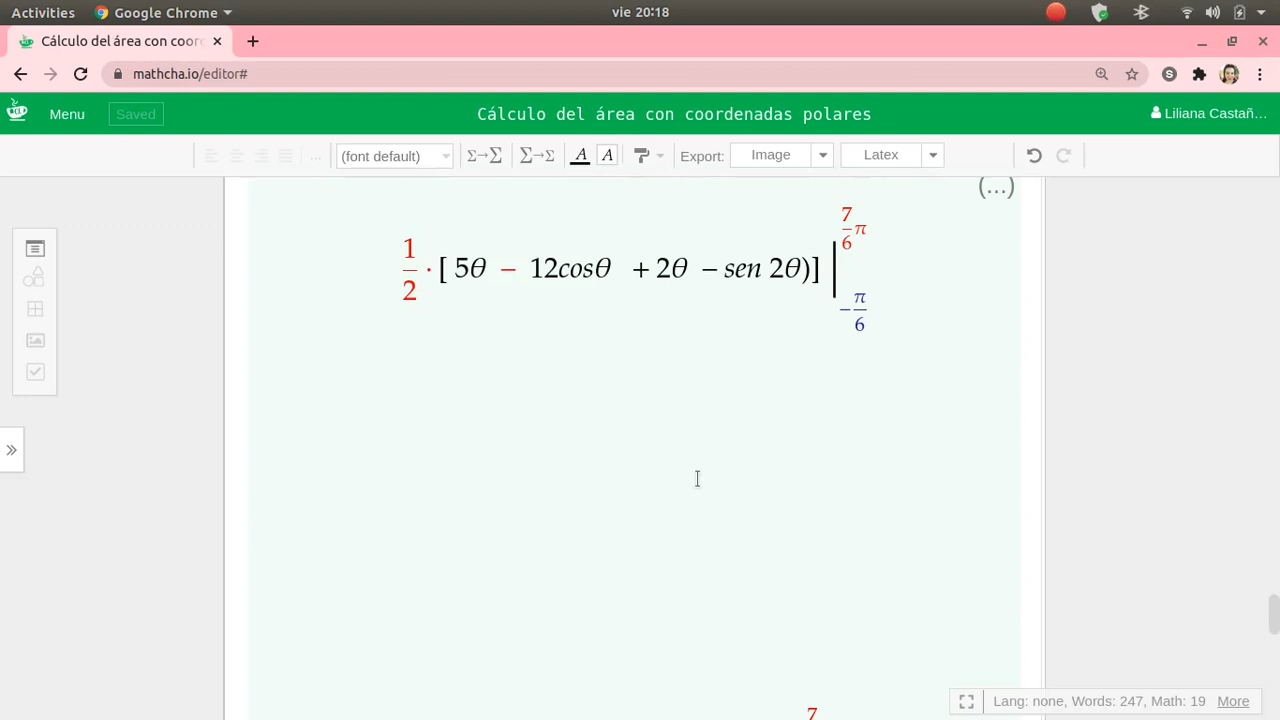 Activities Google Chrome vie 20:18
Cálculo del área con coor
mathcha.io/editor#
Menu Saved Cálculo del área con coordenadas polares Liliana Castañ…
... (font default) Σ→Σ Σ→Σ A A Export: Image Latex
(...)
1/2 · [ 5θ − 12cosθ + 2θ − sen 2θ)] | 7/6 π
− π/6
7
Lang: none, Words: 247, Math: 19 More